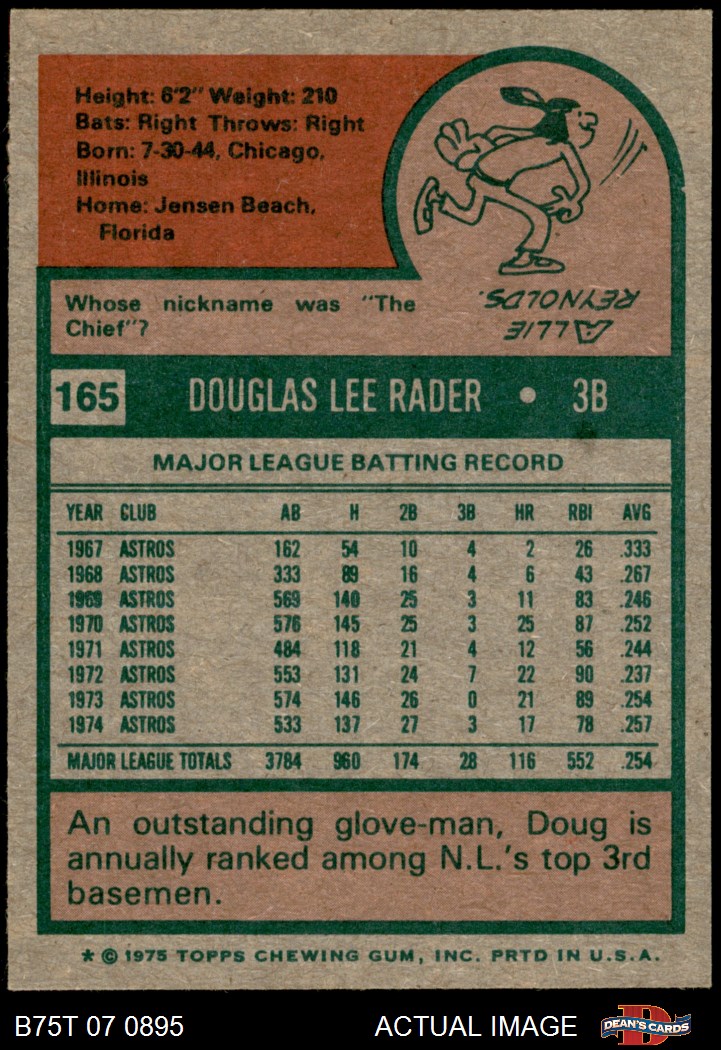 Height: 6'2" Weight: 210
Bats: Right Throws: Right
Born: 7-30-44, Chicago,
Illinois
Home: Jensen Beach,
Florida
Whose nickname was "The
Chief"?
ALLIE
REYNOLDS.
165 DOUGLAS LEE RADER • 3B
MAJOR LEAGUE BATTING RECORD
YEAR CLUB AB H 2B 3B HR RBI AVG
1967 ASTROS 162 54 10 4 2 26 .333
1968 ASTROS 333 89 16 4 6 43 .267
1969 ASTROS 569 140 25 3 11 83 .246
1970 ASTROS 576 145 25 3 25 87 .252
1971 ASTROS 484 118 21 4 12 56 .244
1972 ASTROS 553 131 24 7 22 90 .237
1973 ASTROS 574 146 26 0 21 89 .254
1974 ASTROS 533 137 27 3 17 78 .257
MAJOR LEAGUE TOTALS 3784 960 174 28 116 552 .254
An outstanding glove-man, Doug is
annually ranked among N.L.'s top 3rd
basemen.
* © 1975 TOPPS CHEWING GUM, INC. PRTD IN U.S.A.
B75T 07 0895 ACTUAL IMAGE D DEAN'S CARDS